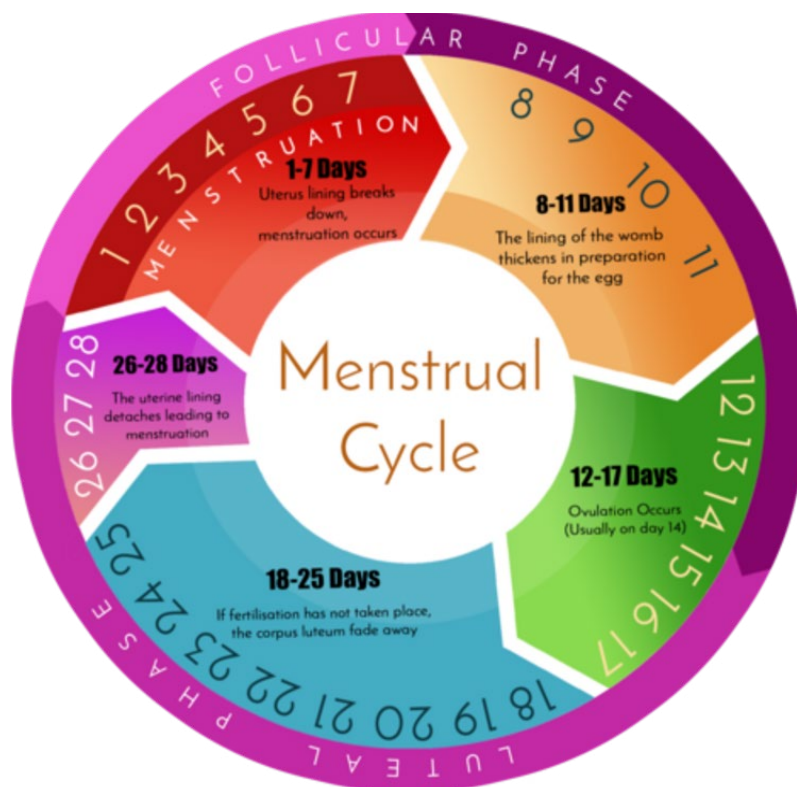 FOLLICULAR PHASE
1 2 3 4 5 6 7
MENSTRUATION
1-7 Days
Uterus lining breaks
down,
menstruation occurs
8 9 10 11
8-11 Days
The lining of the womb
thickens in preparation
for the egg
12 13 14 15 16 17
12-17 Days
Ovulation Occurs
(Usually on day 14)
18 19 20 21 22 23 24 25
18-25 Days
If fertilisation has not taken place,
the corpus luteum fade away
26 27 28
26-28 Days
The uterine lining
detaches leading to
menstruation
LUTEAL PHASE
Menstrual
Cycle